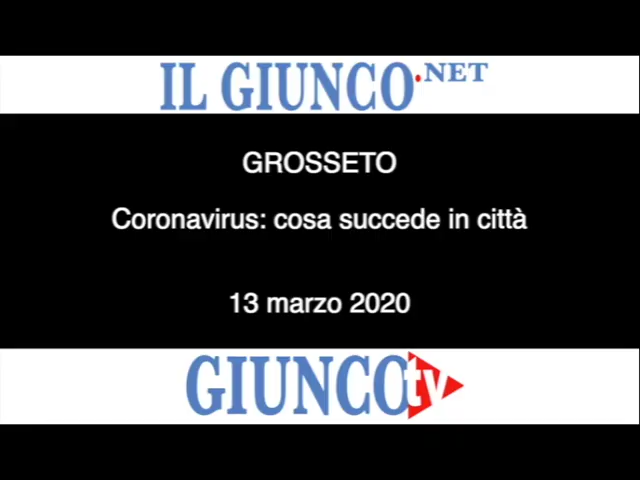 IL GIUNCO.NET
GROSSETO
Coronavirus: cosa succede in città
13 marzo 2020
GIUNCOtv